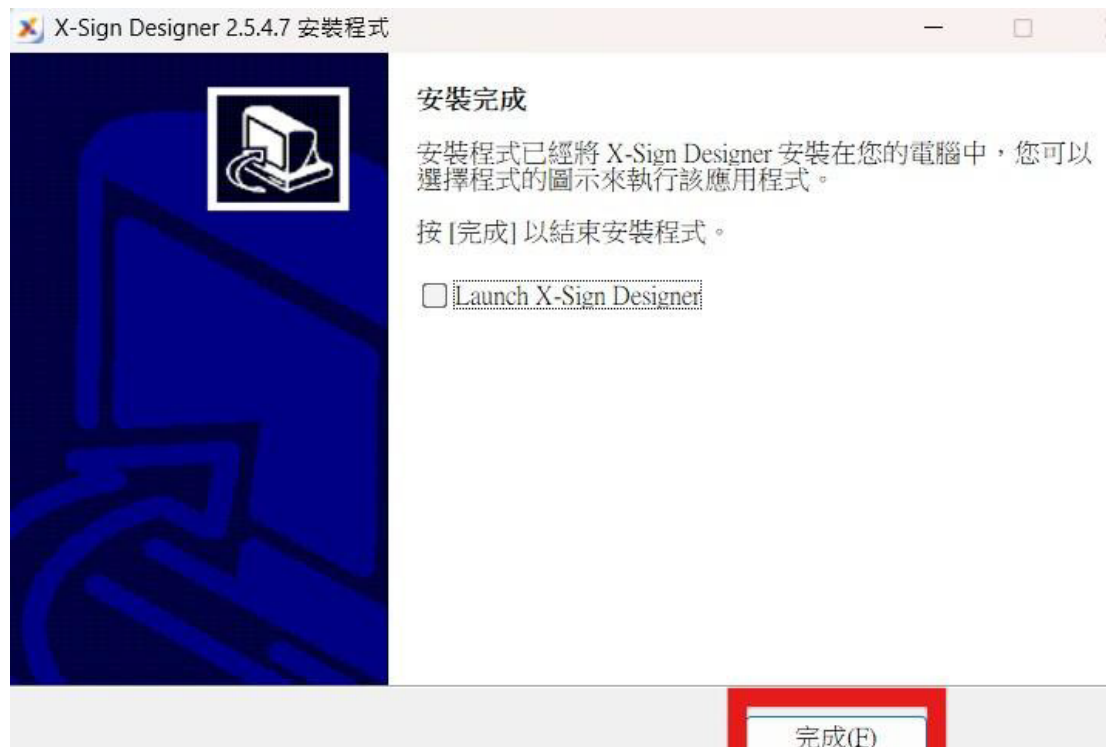 X-Sign Designer 2.5.4.7 安裝程式
安裝完成
安裝程式已經將 X-Sign Designer 安裝在您的電腦中，您可以
選擇程式的圖示來執行該應用程式。
按 [完成] 以結束安裝程式。
Launch X-Sign Designer
完成(F)